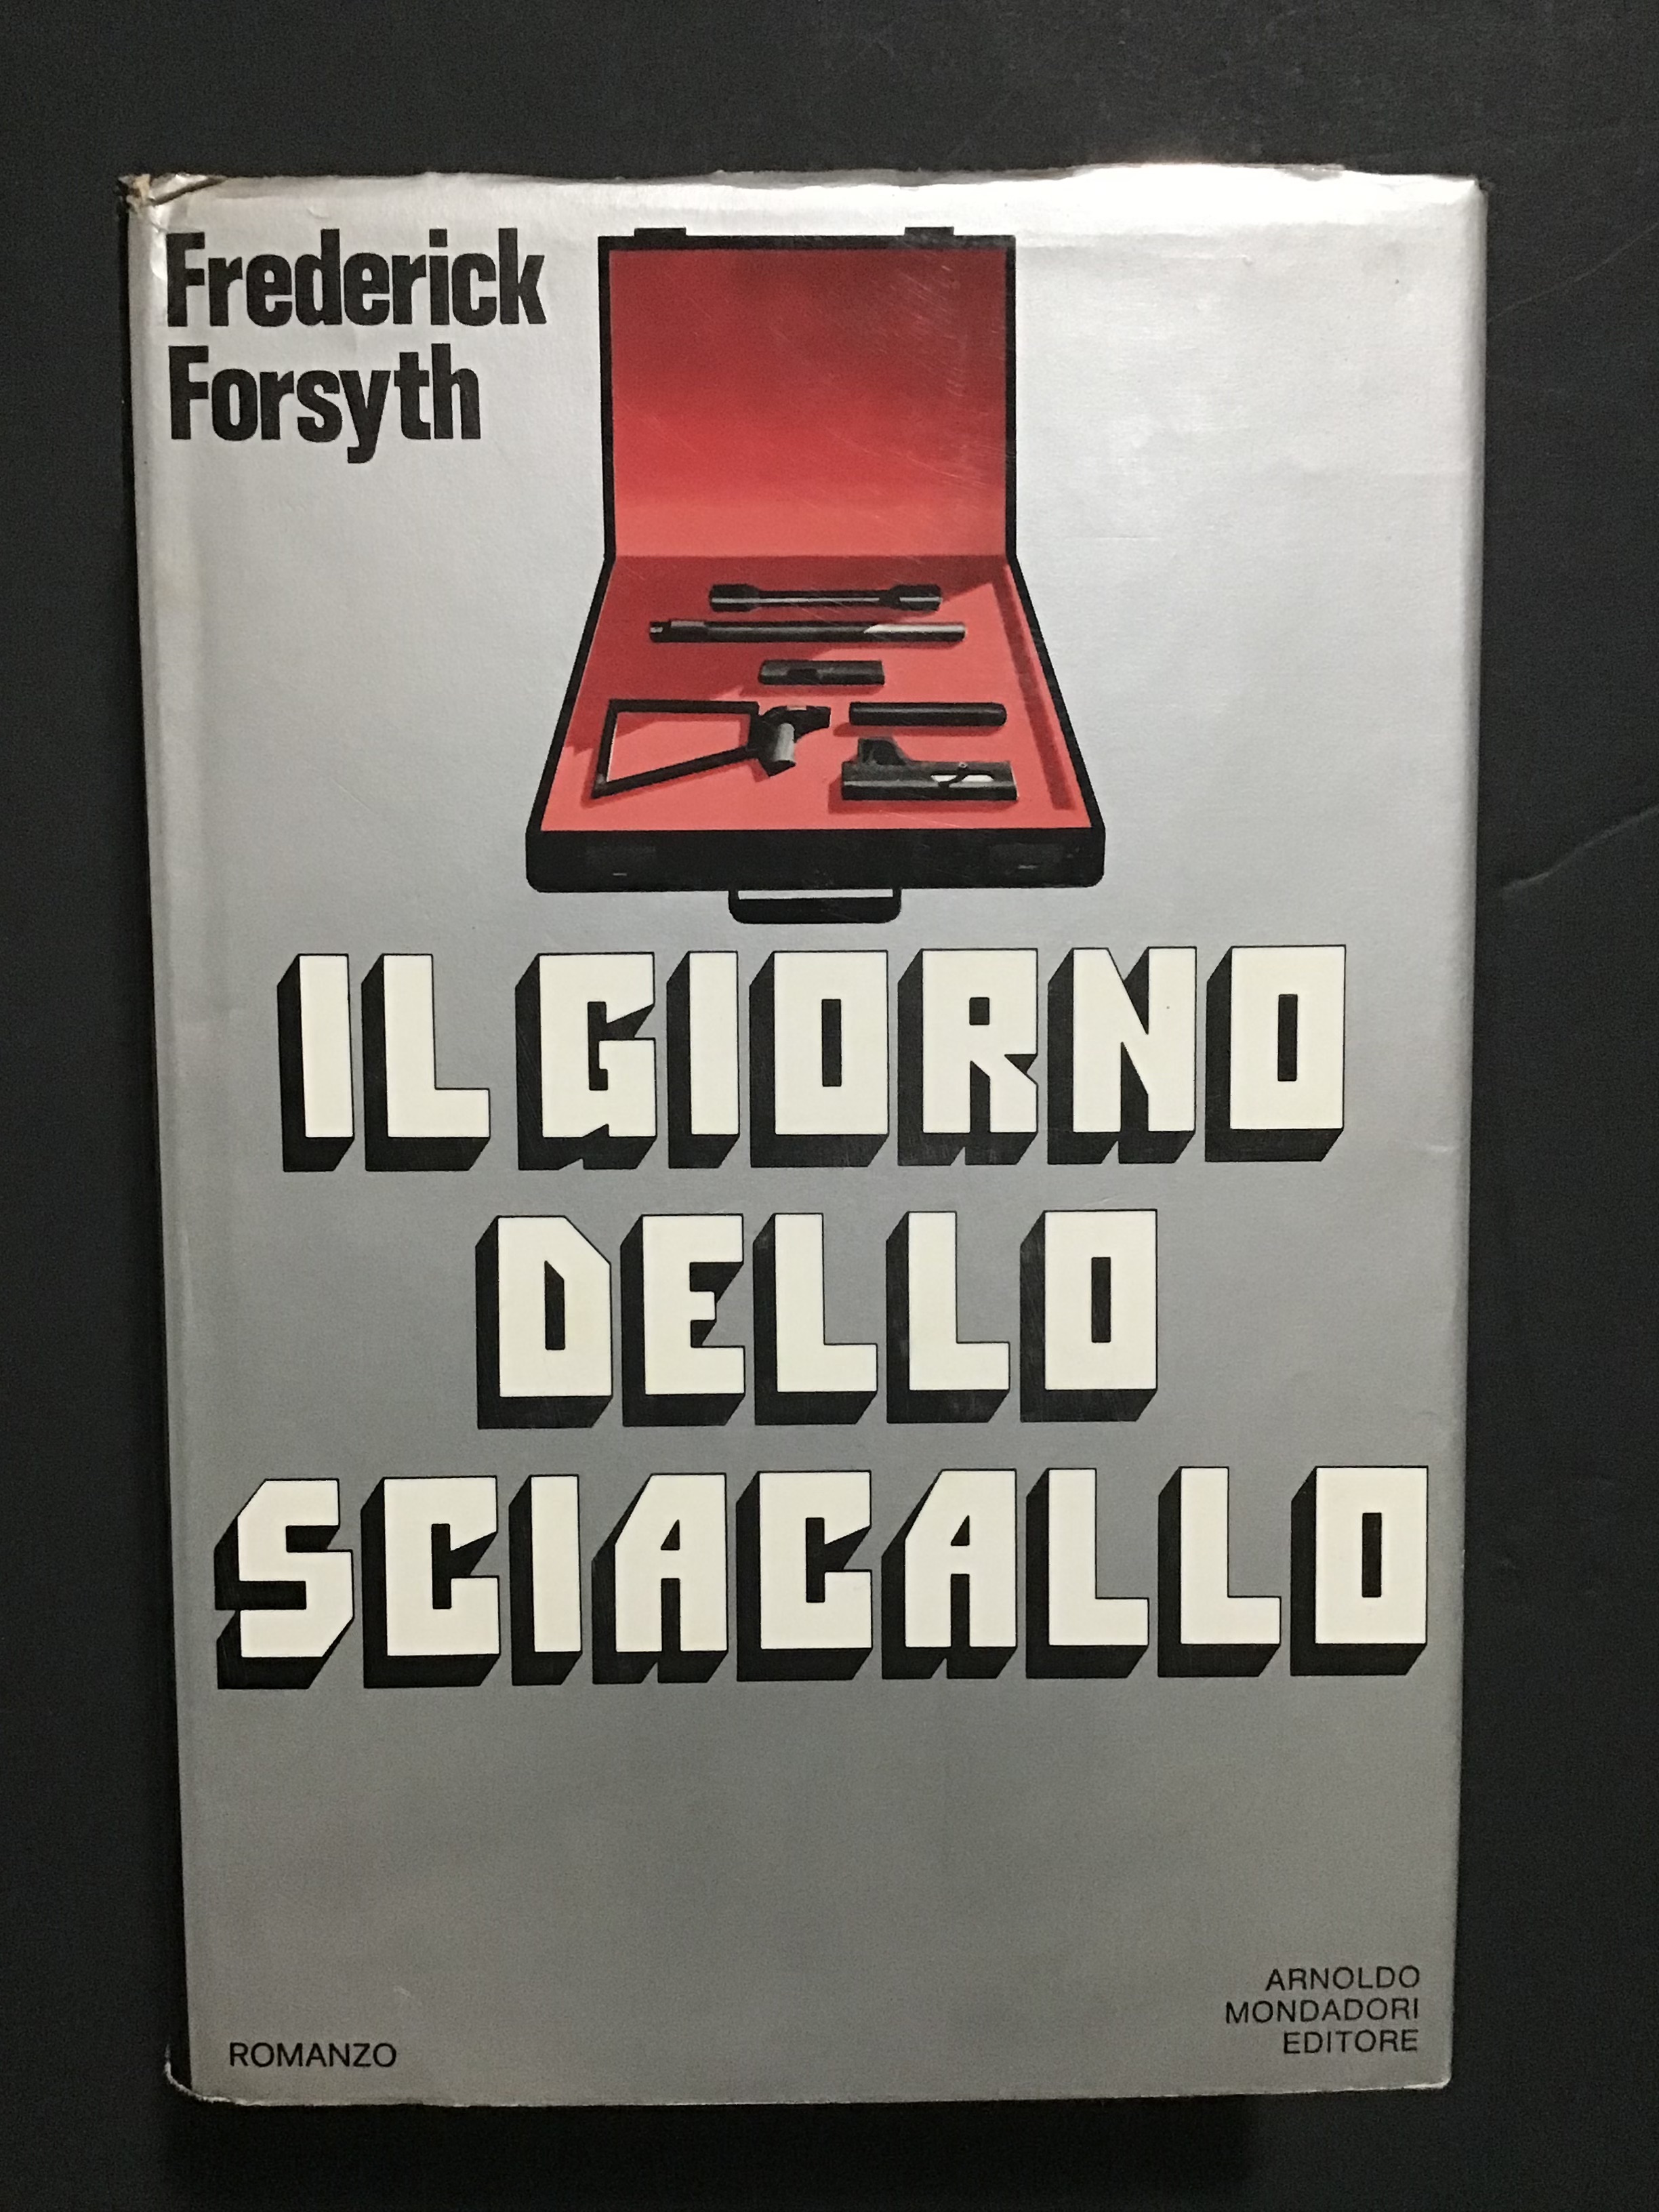 Frederick
Forsyth
IL GIORNO
DELLO
SCIACALLO
ROMANZO
ARNOLDO
MONDADORI
EDITORE